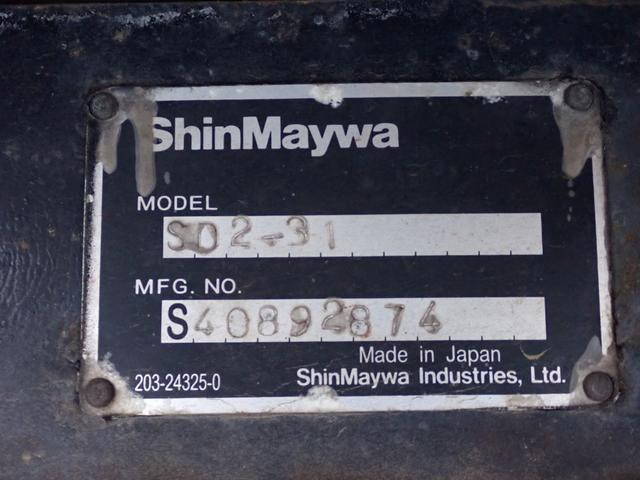 ShinMaywa
MODEL
SD2-31
MFG. NO.
S40892874
Made in Japan
203-24325-0
ShinMaywa Industries, Ltd.